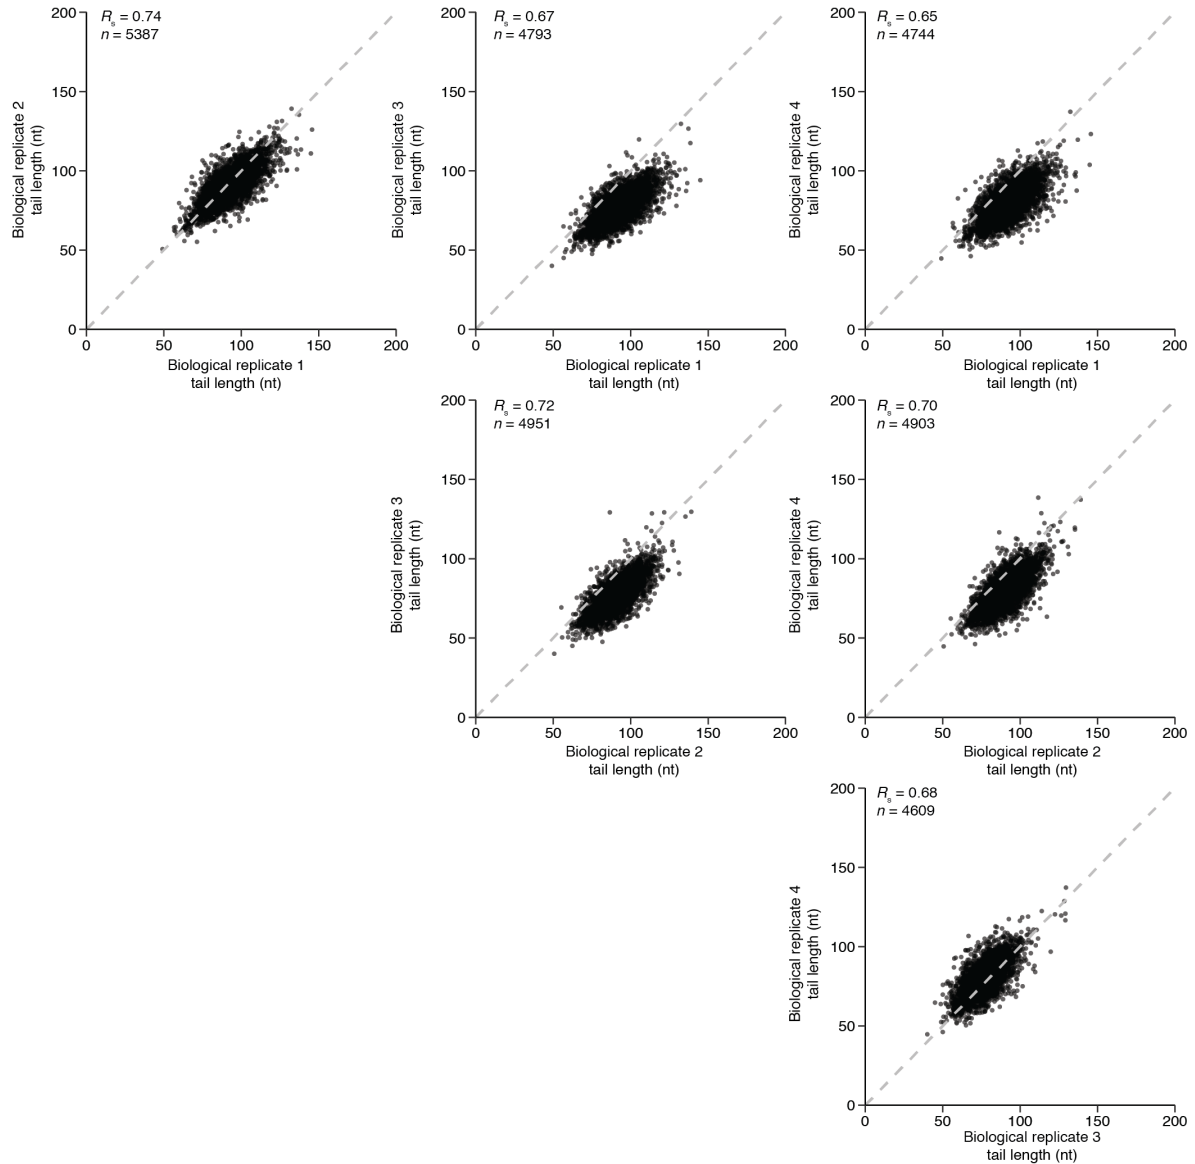 R_s = 0.74
n = 5387
200
150
100
50
0
0 50 100 150 200
Biological replicate 2
tail length (nt)
Biological replicate 1
tail length (nt)
R_s = 0.67
n = 4793
200
150
100
50
0
0 50 100 150 200
Biological replicate 3
tail length (nt)
Biological replicate 1
tail length (nt)
R_s = 0.65
n = 4744
200
150
100
50
0
0 50 100 150 200
Biological replicate 4
tail length (nt)
Biological replicate 1
tail length (nt)
R_s = 0.72
n = 4951
200
150
100
50
0
0 50 100 150 200
Biological replicate 3
tail length (nt)
Biological replicate 2
tail length (nt)
R_s = 0.70
n = 4903
200
150
100
50
0
0 50 100 150 200
Biological replicate 4
tail length (nt)
Biological replicate 2
tail length (nt)
R_s = 0.68
n = 4609
200
150
100
50
0
0 50 100 150 200
Biological replicate 4
tail length (nt)
Biological replicate 3
tail length (nt)